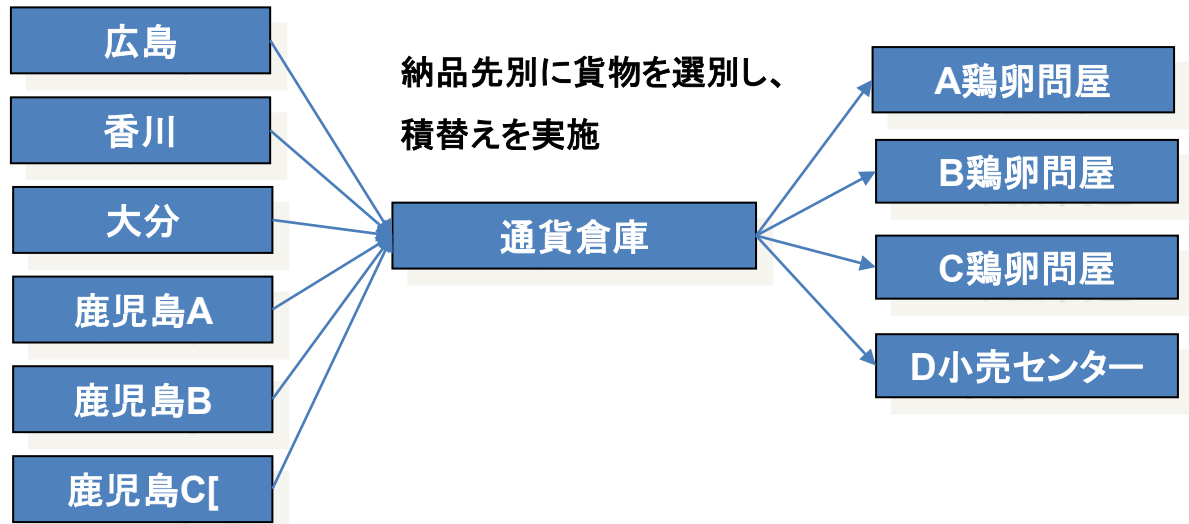 広島
香川
大分
鹿児島A
鹿児島B
鹿児島C[
納品先別に貨物を選別し、
積替えを実施
通貨倉庫
A鶏卵問屋
B鶏卵問屋
C鶏卵問屋
D小売センター